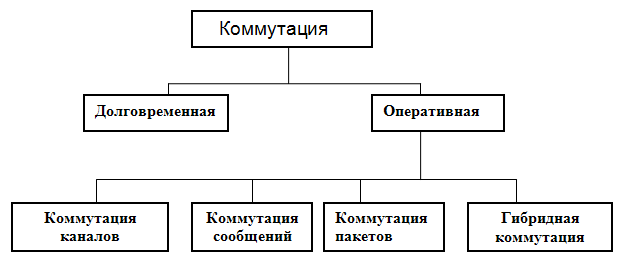 Коммутация
Долговременная
Оперативная
Коммутация
каналов
Коммутация
сообщений
Коммутация
пакетов
Гибридная
коммутация